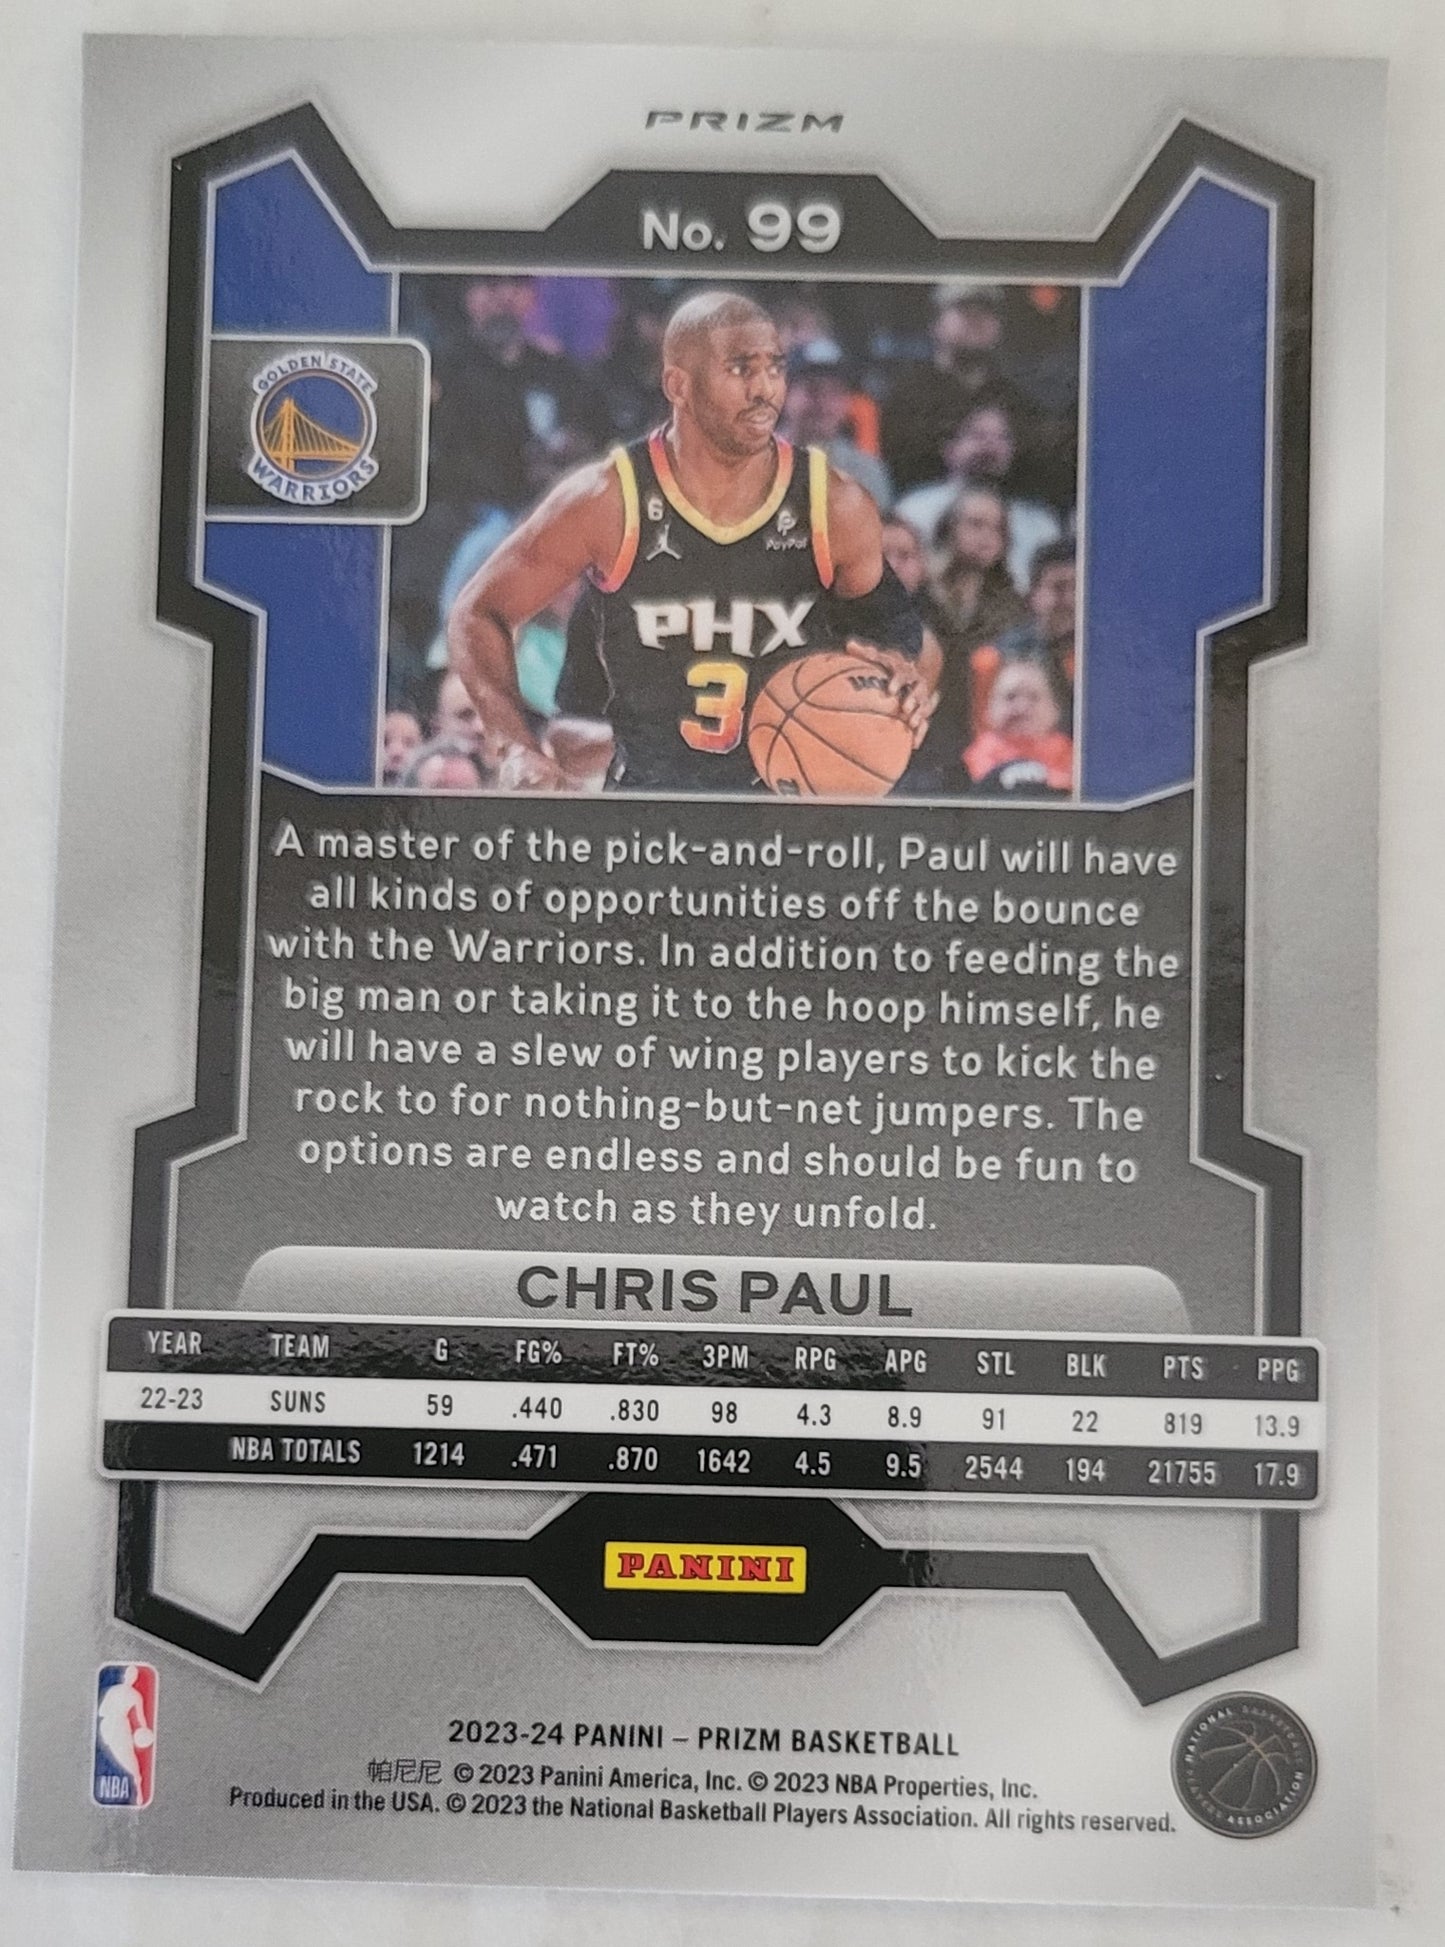 PRIZM
No. 99
GOLDEN STATE
WARRIORS
6
PayPal
PHX
3
A master of the pick-and-roll, Paul will have
all kinds of opportunities off the bounce
with the Warriors. In addition to feeding the
big man or taking it to the hoop himself, he
will have a slew of wing players to kick the
rock to for nothing-but-net jumpers. The
options are endless and should be fun to
watch as they unfold.
CHRIS PAUL
YEAR TEAM G FG% FT% 3PM RPG APG STL BLK PTS PPG
22-23 SUNS 59 .440 .830 98 4.3 8.9 91 22 819 13.9
NBA TOTALS 1214 .471 .870 1642 4.5 9.5 2544 194 21755 17.9
PANINI
NBA
2023-24 PANINI – PRIZM BASKETBALL
帕尼尼 © 2023 Panini America, Inc. © 2023 NBA Properties, Inc.
Produced in the USA. © 2023 the National Basketball Players Association. All rights reserved.
NATIONAL BASKETBALL PLAYERS ASSOCIATION